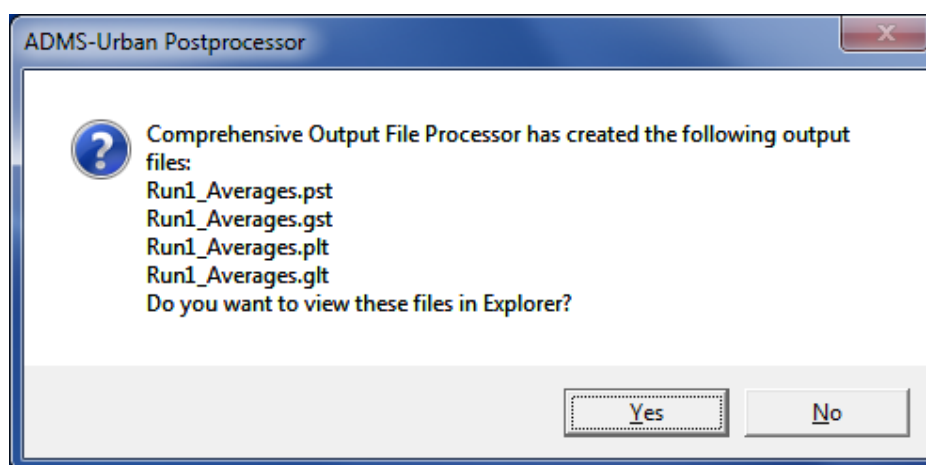 ADMS-Urban Postprocessor
Comprehensive Output File Processor has created the following output
files:
Run1_Averages.pst
Run1_Averages.gst
Run1_Averages.plt
Run1_Averages.glt
Do you want to view these files in Explorer?
Yes
No